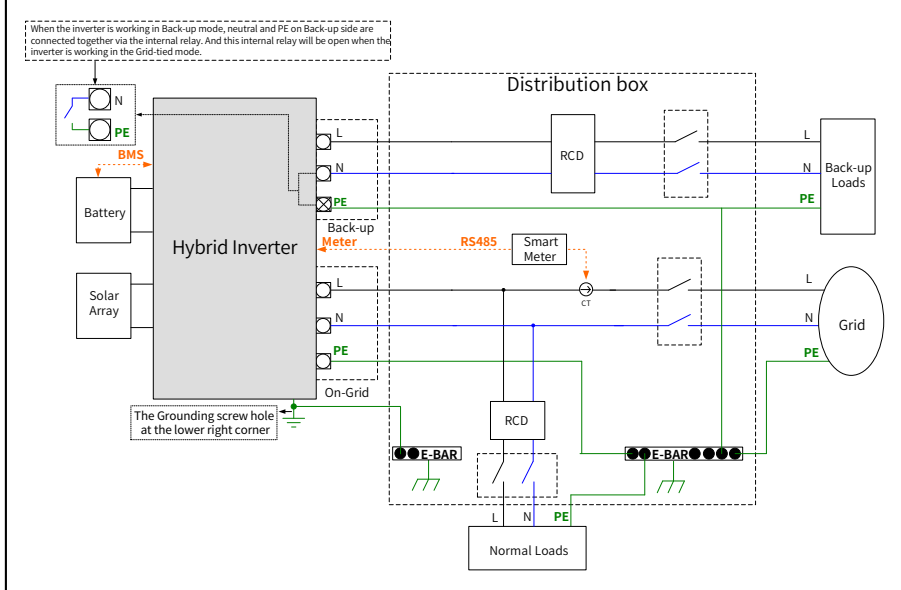 When the inverter is working in Back-up mode, neutral and PE on Back-up side are
connected together via the internal relay. And this internal relay will be open when the
inverter is working in the Grid-tied mode.
Distribution box
N
PE
BMS
Battery
Solar
Array
Hybrid Inverter
L
N
PE
Back-up
RCD
L
N
PE
Back-up
Loads
Meter
RS485
Smart
Meter
CT
L
N
PE
On-Grid
L
N
PE
Grid
The Grounding screw hole
at the lower right corner
RCD
E-BAR
E-BAR
L
N
PE
Normal Loads